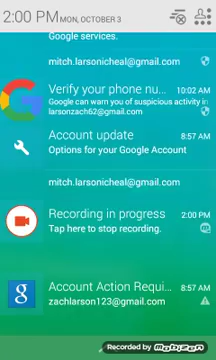 2:00 PM MON, OCTOBER 3
Google services.
mitch.larsonicheal@gmail.com
Verify your phone nu... 10:02 AM
Google can warn you of suspicious activity in
larsonzach62@gmail.com
Account update 8:57 AM
Options for your Google Account
mitch.larsonicheal@gmail.com
Recording in progress 2:00 PM
Tap here to stop recording.
Account Action Requi... 8:57 AM
zachlarson123@gmail.com
Recorded by Mobizen